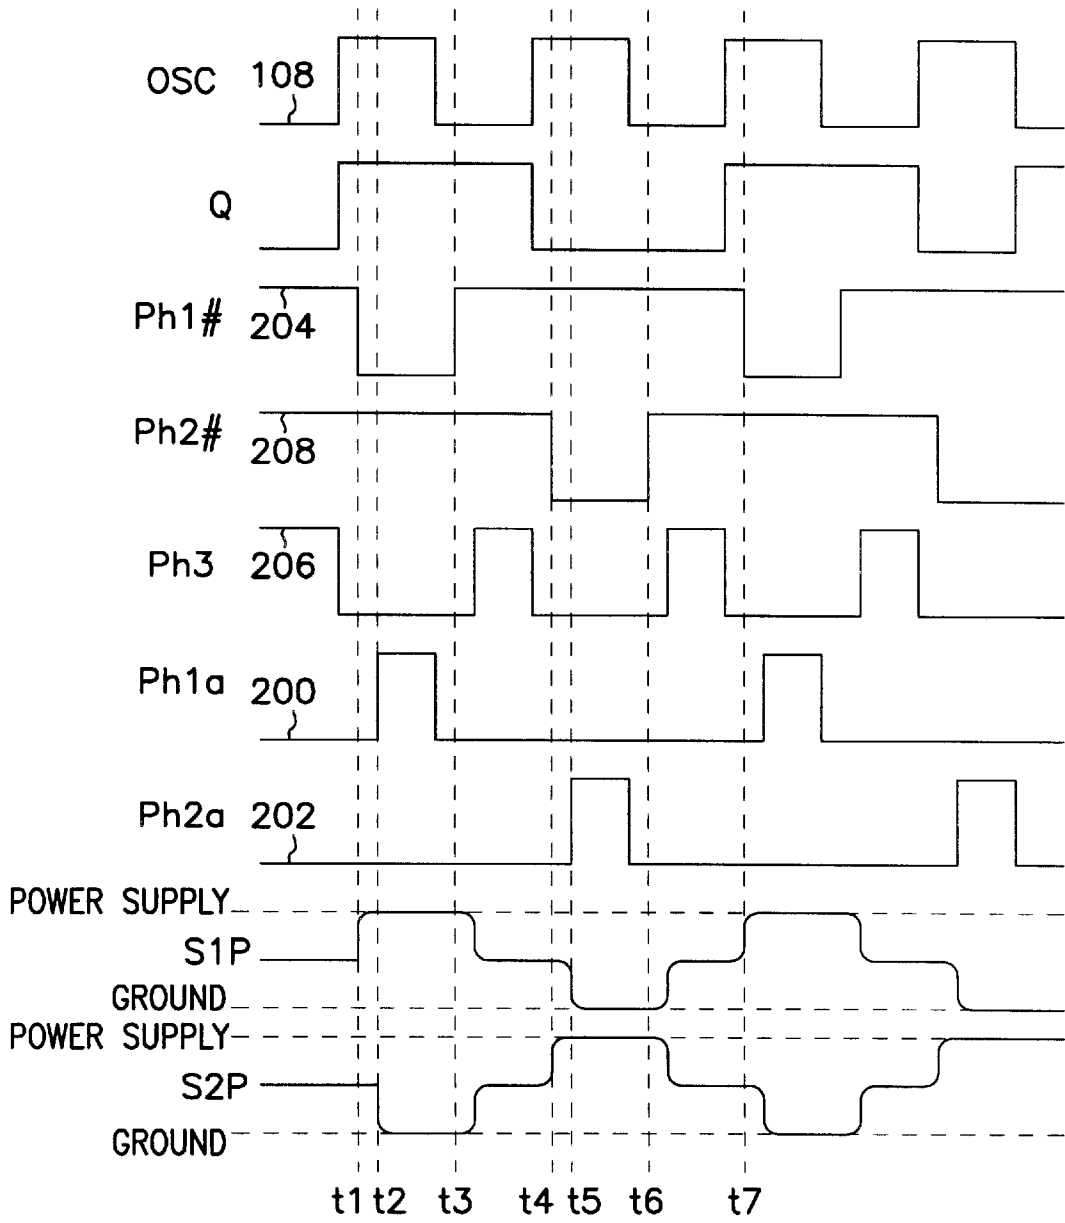 OSC 108
Q
Ph1# 204
Ph2# 208
Ph3 206
Ph1a 200
Ph2a 202
POWER SUPPLY
S1P
GROUND
POWER SUPPLY
S2P
GROUND
t1 t2 t3 t4 t5 t6 t7